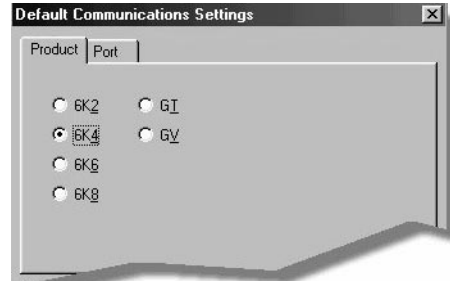 Default Communications Settings
Product Port
6K2 GT
6K4 GV
6K6
6K8